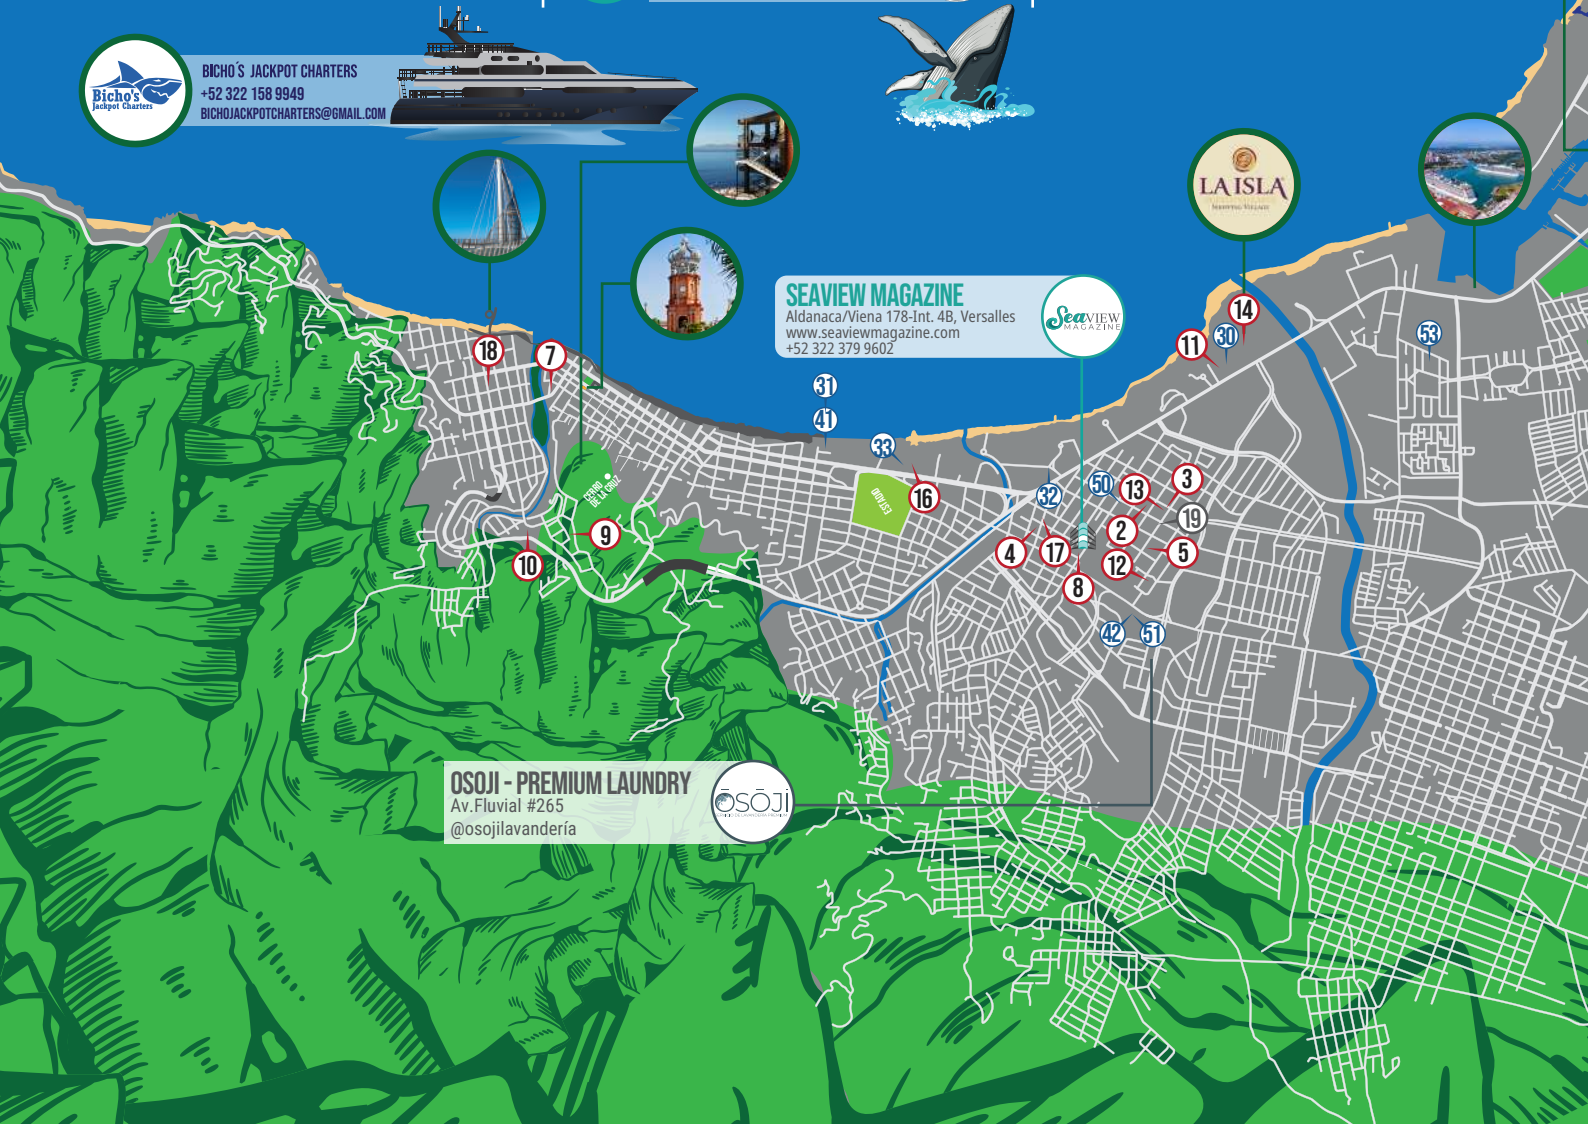 Bicho's
Jackpot Charters
BICHO´S JACKPOT CHARTERS
+52 322 158 9949
BICHOJACKPOTCHARTERS@GMAIL.COM
LA ISLA
SHOPPING VILLAGE
SEAVIEW MAGAZINE
Aldanaca/Viena 178-Int. 4B, Versalles
www.seaviewmagazine.com
+52 322 379 9602
SeaVIEW
MAGAZINE
14
11
30
53
18
7
31
41
33
16
ESTADIO
CERRO
DE LA CRUZ
32
50
13
3
19
2
4
17
5
12
8
9
10
42
51
OSOJI - PREMIUM LAUNDRY
Av.Fluvial #265
@osojilavandería
ŌSŌJI